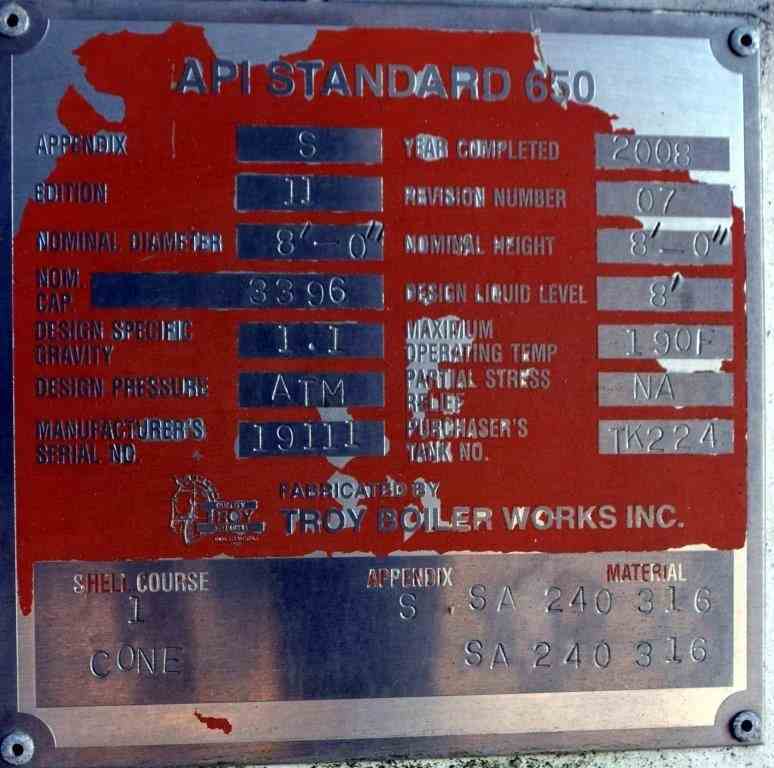 API STANDARD 650
APPENDIX S YEAR COMPLETED 2008
EDITION 11 REVISION NUMBER 07
NOMINAL DIAMETER 8'-0" NOMINAL HEIGHT 8'-0"
NOM. CAP. 3396 DESIGN LIQUID LEVEL 8'
DESIGN SPECIFIC GRAVITY 1.1 MAXIMUM OPERATING TEMP 190F
DESIGN PRESSURE ATM PARTIAL STRESS RELIEF NA
MANUFACTURER'S SERIAL NO. 19111 PURCHASER'S TANK NO. TK224
FABRICATED BY
TROY TROY BOILER WORKS INC.
SHELL COURSE APPENDIX MATERIAL
1 S SA 240 316
CONE SA 240 316